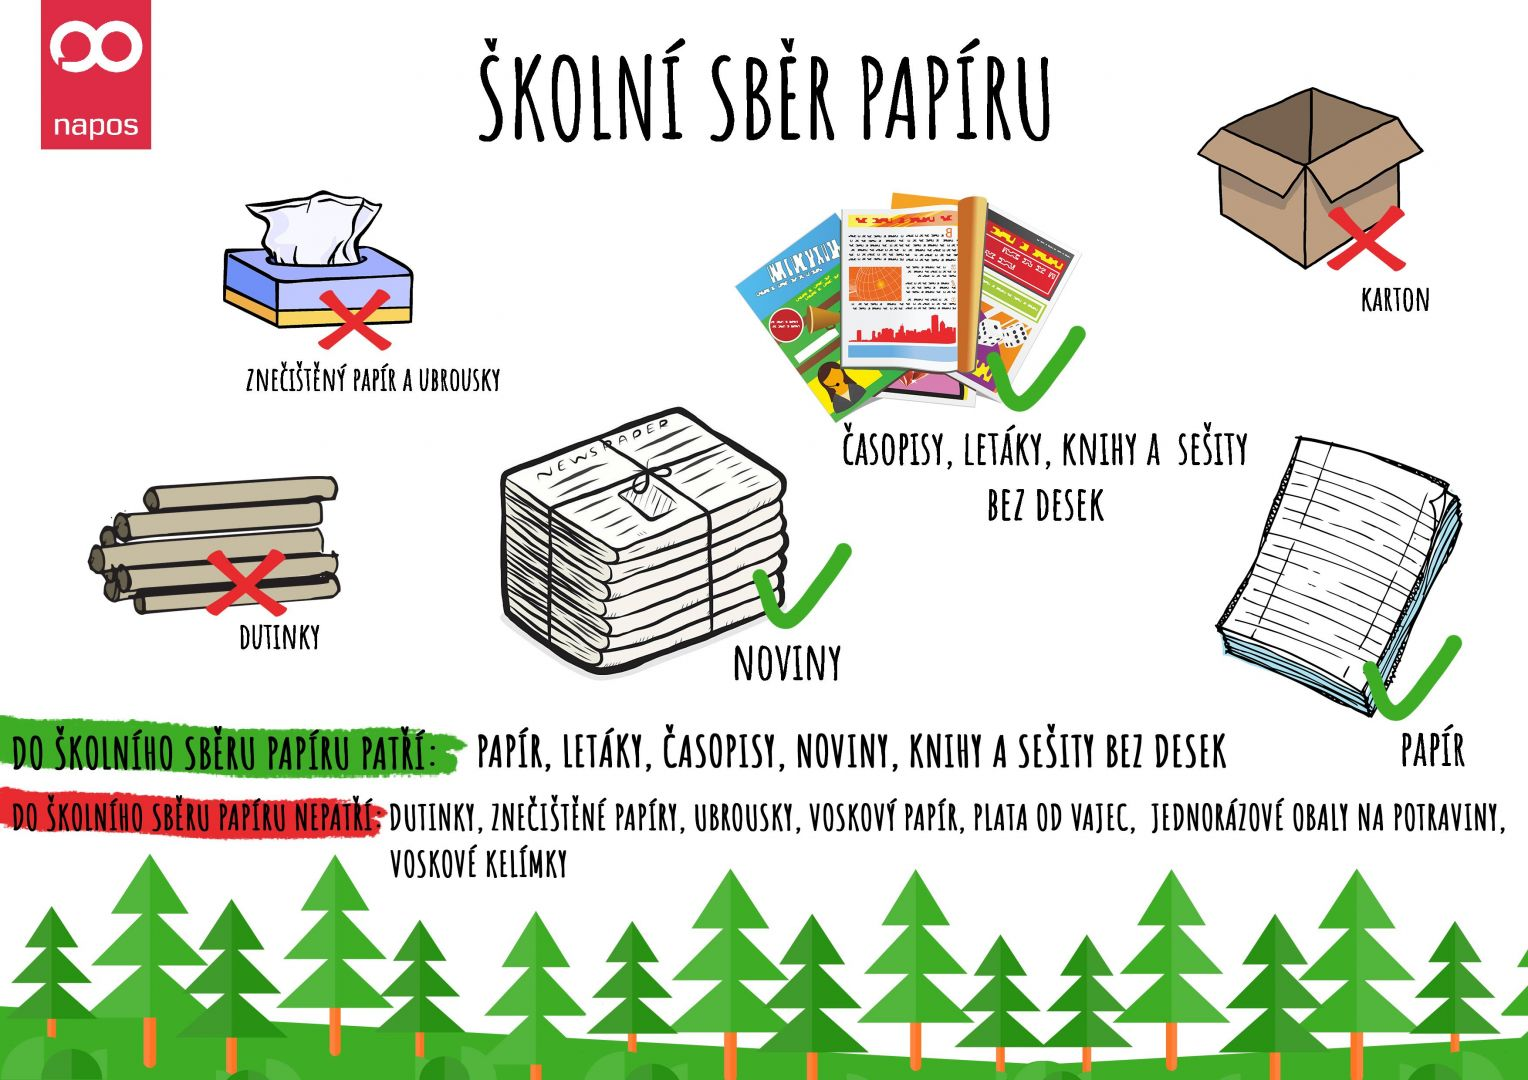 napos
ŠKOLNÍ SBĚR PAPÍRU
KARTON
ZNEČIŠTĚNÝ PAPÍR A UBROUSKY
ČASOPISY, LETÁKY, KNIHY A SEŠITY
BEZ DESEK
NEWSPAPER
DUTINKY
NOVINY
PAPÍR
DO ŠKOLNÍHO SBĚRU PAPÍRU PATŘÍ: PAPÍR, LETÁKY, ČASOPISY, NOVINY, KNIHY A SEŠITY BEZ DESEK
DO ŠKOLNÍHO SBĚRU PAPÍRU NEPATŘÍ: DUTINKY, ZNEČIŠTĚNÉ PAPÍRY, UBROUSKY, VOSKOVÝ PAPÍR, PLATA OD VAJEC, JEDNORÁZOVÉ OBALY NA POTRAVINY,
VOSKOVÉ KELÍMKY